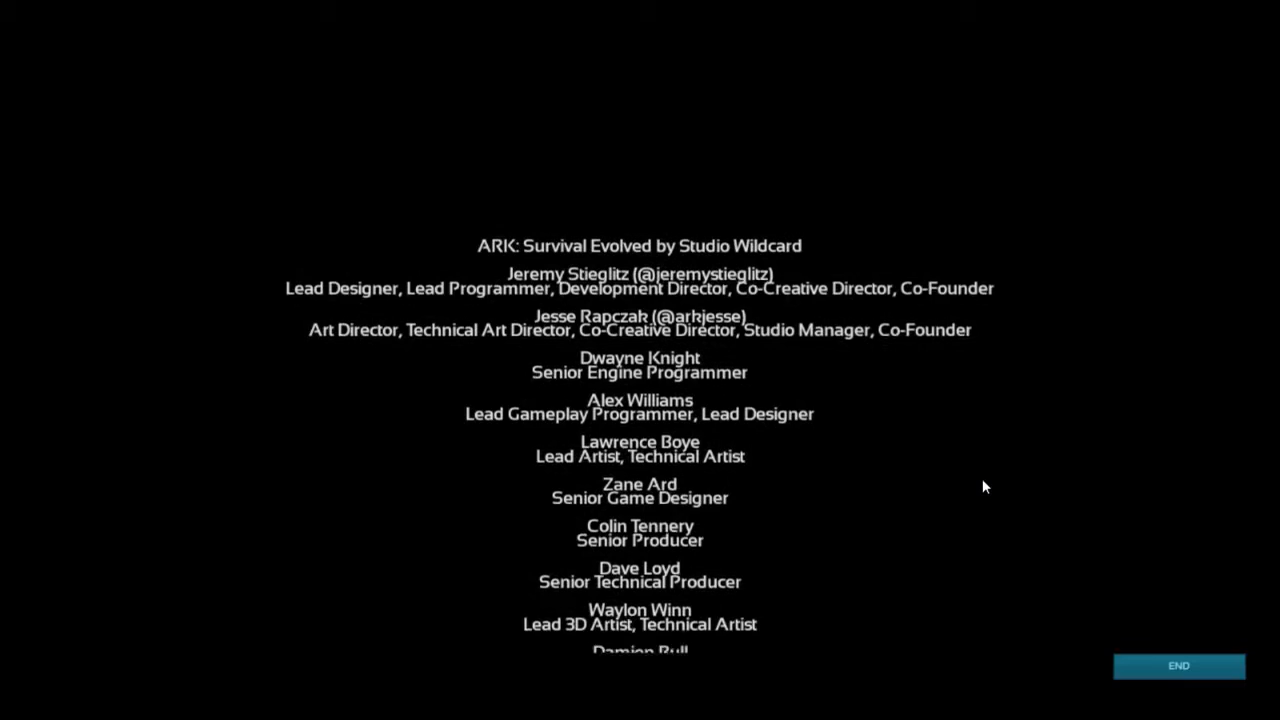 ARK: Survival Evolved by Studio Wildcard
Jeremy Stieglitz (@jeremystieglitz)
Lead Designer, Lead Programmer, Development Director, Co-Creative Director, Co-Founder
Jesse Rapczak (@arkjesse)
Art Director, Technical Art Director, Co-Creative Director, Studio Manager, Co-Founder
Dwayne Knight
Senior Engine Programmer
Alex Williams
Lead Gameplay Programmer, Lead Designer
Lawrence Boye
Lead Artist, Technical Artist
Zane Ard
Senior Game Designer
Colin Tennery
Senior Producer
Dave Loyd
Senior Technical Producer
Waylon Winn
Lead 3D Artist, Technical Artist
Damien Bull
END